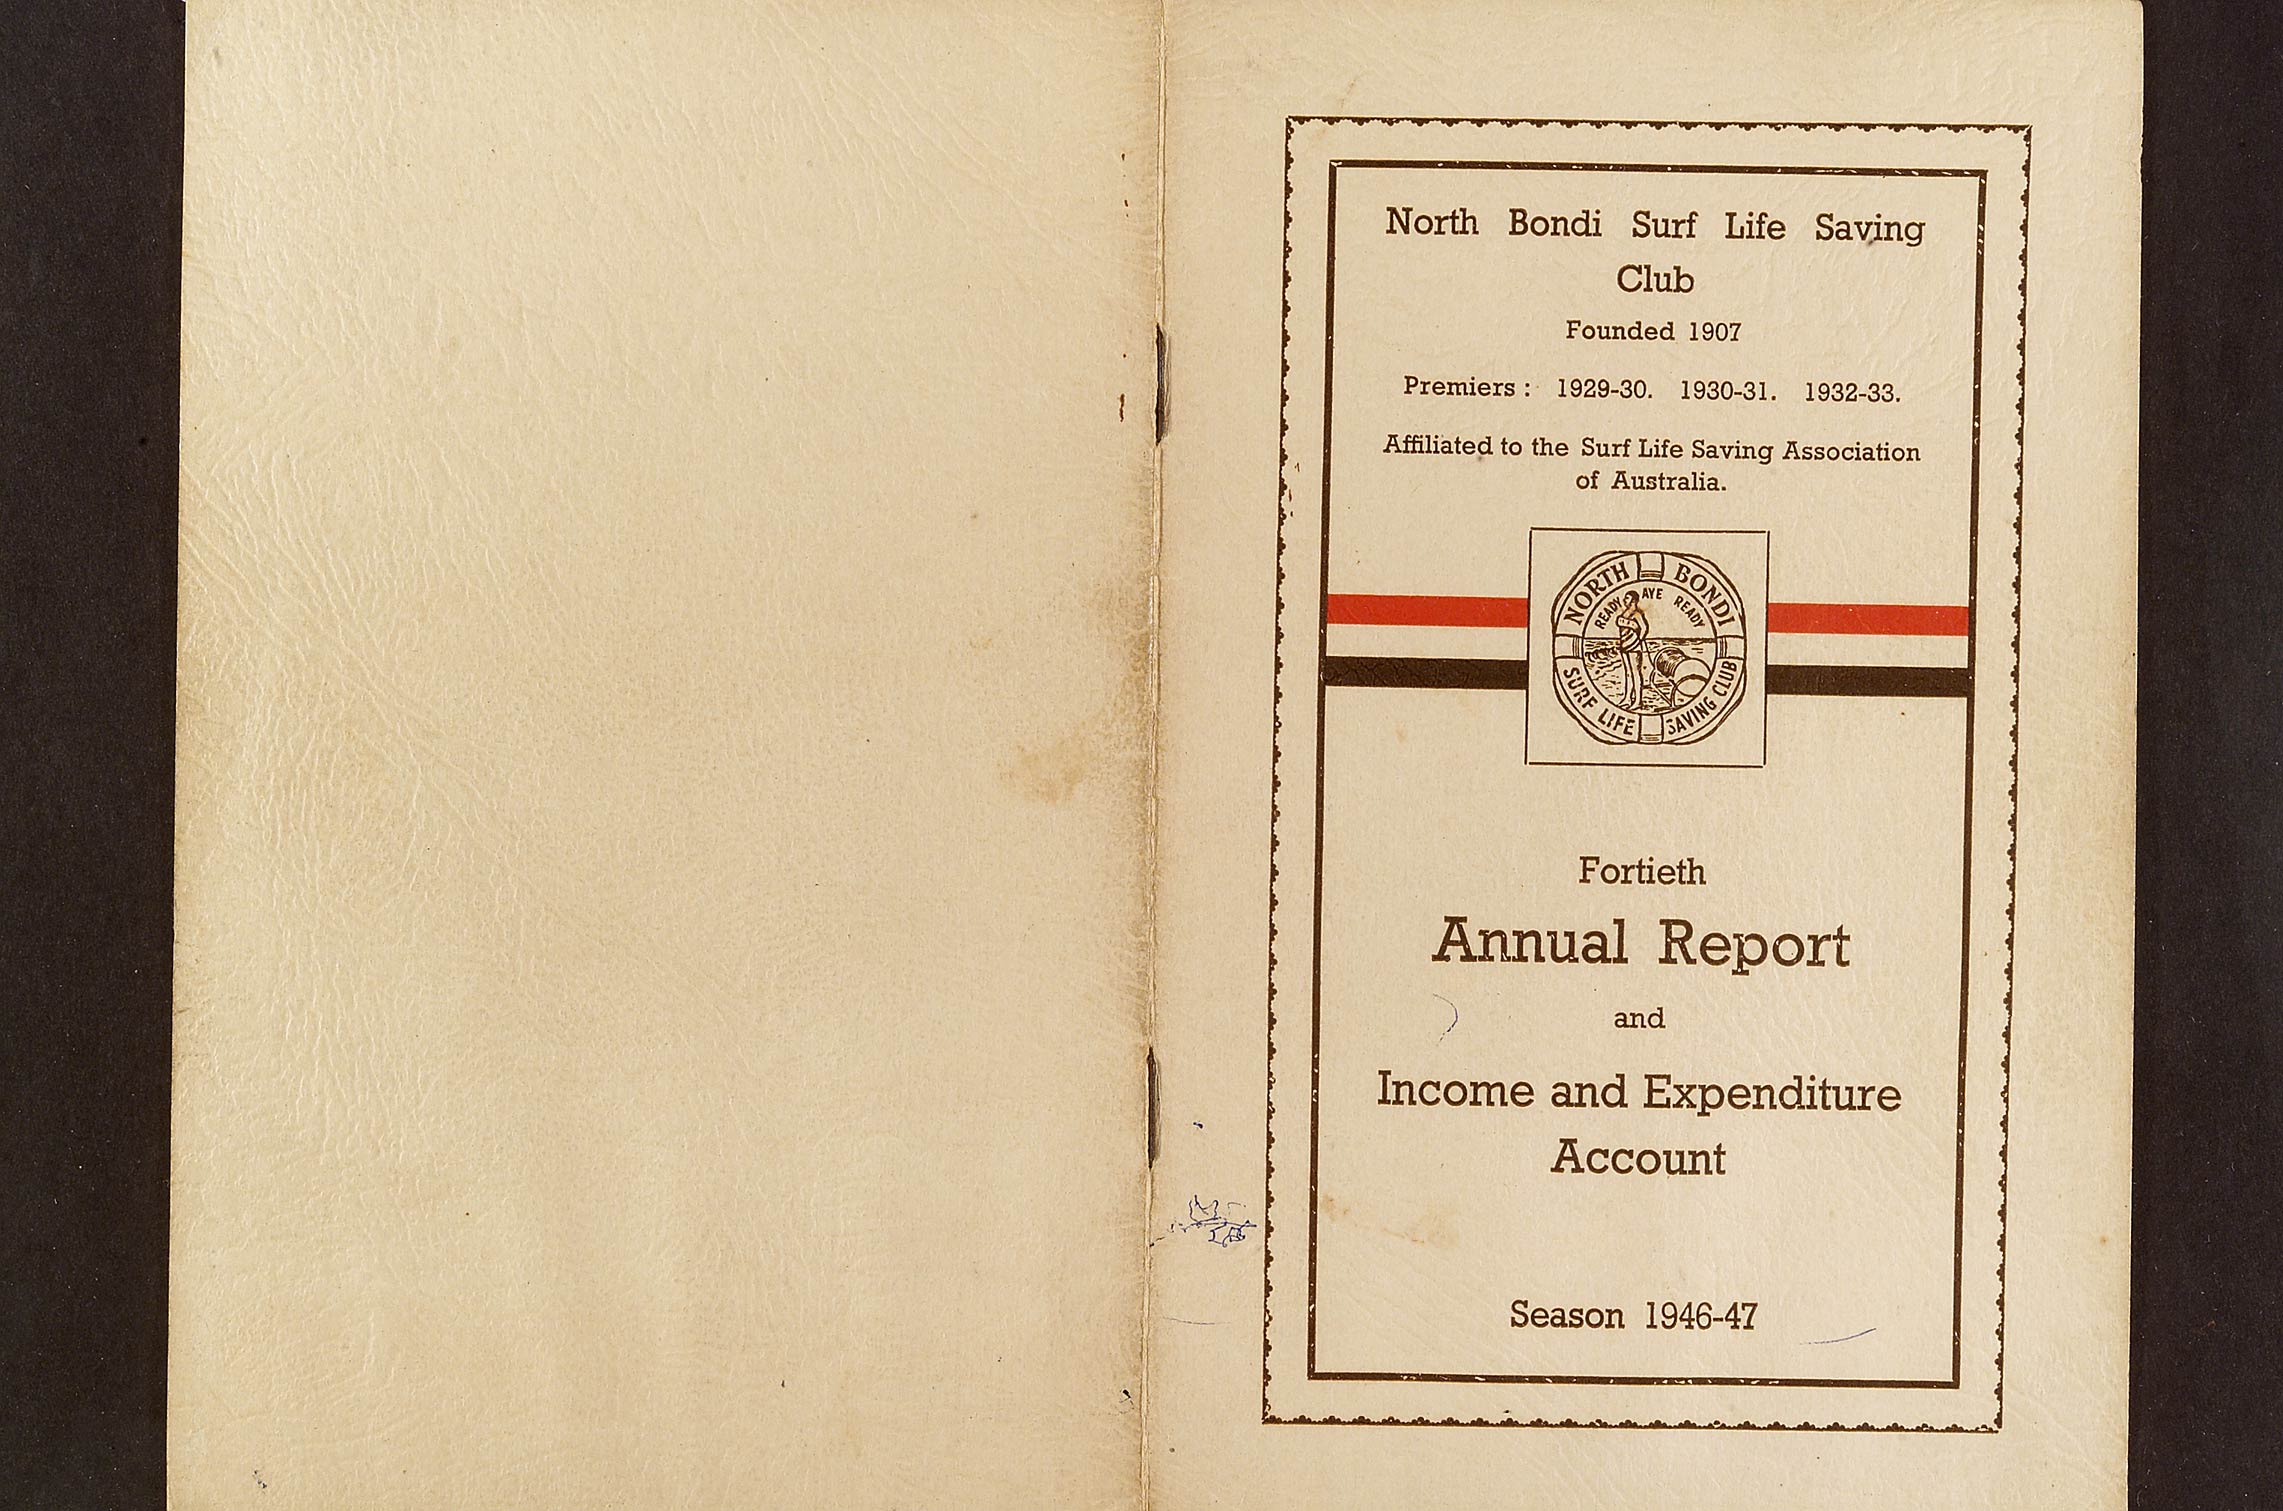 North Bondi Surf Life Saving
Club
Founded 1907
Premiers : 1929-30. 1930-31. 1932-33.
Affiliated to the Surf Life Saving Association
of Australia.
NORTH BONDI
READY AYE READY
SURF LIFE SAVING CLUB
Fortieth
Annual Report
and
Income and Expenditure
Account
Season 1946-47